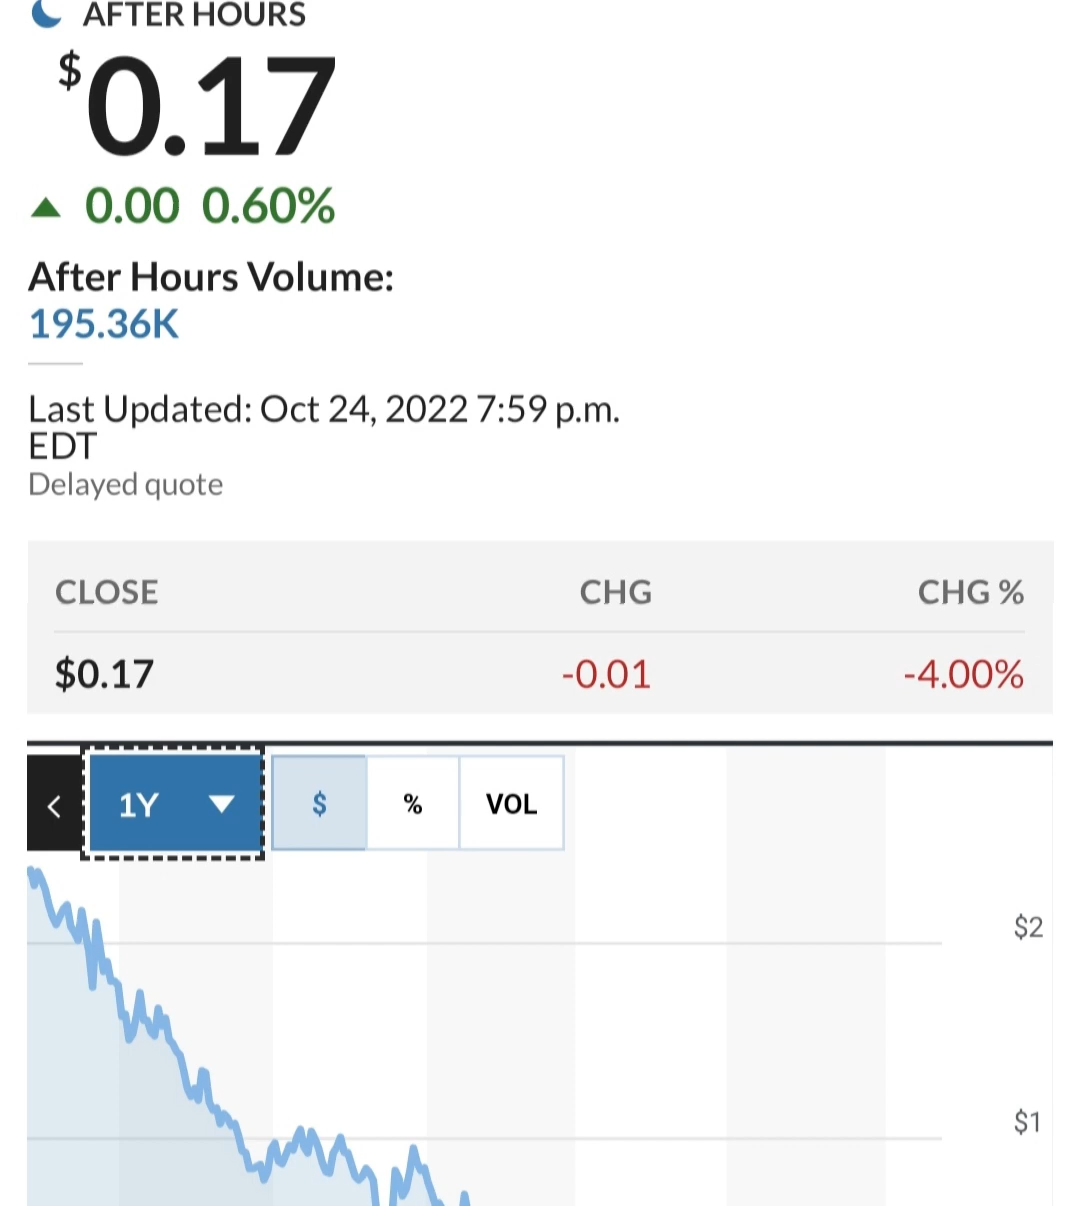 AFTER HOURS
$0.17
0.00 0.60%
After Hours Volume:
195.36K
Last Updated: Oct 24, 2022 7:59 p.m.
EDT
Delayed quote
CLOSE CHG CHG %
$0.17 -0.01 -4.00%
1Y $ % VOL
$2
$1